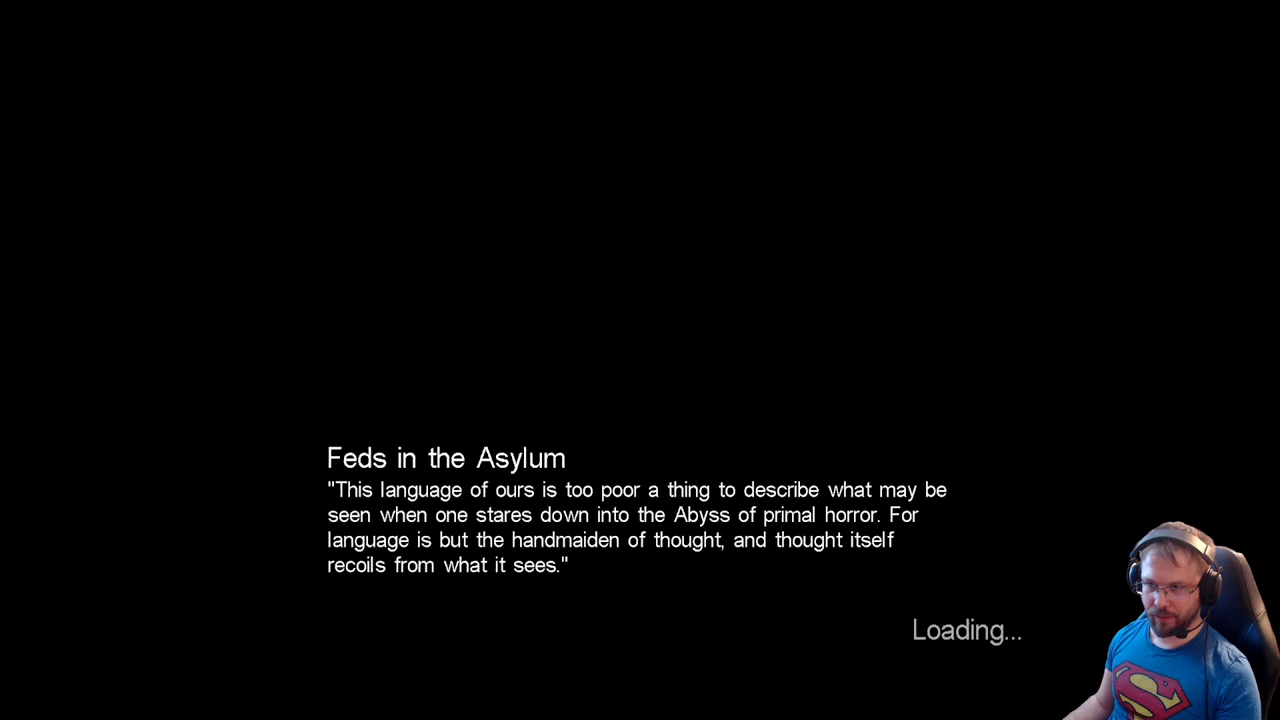 Feds in the Asylum
"This language of ours is too poor a thing to describe what may be
seen when one stares down into the Abyss of primal horror. For
language is but the handmaiden of thought, and thought itself
recoils from what it sees."
Loading...